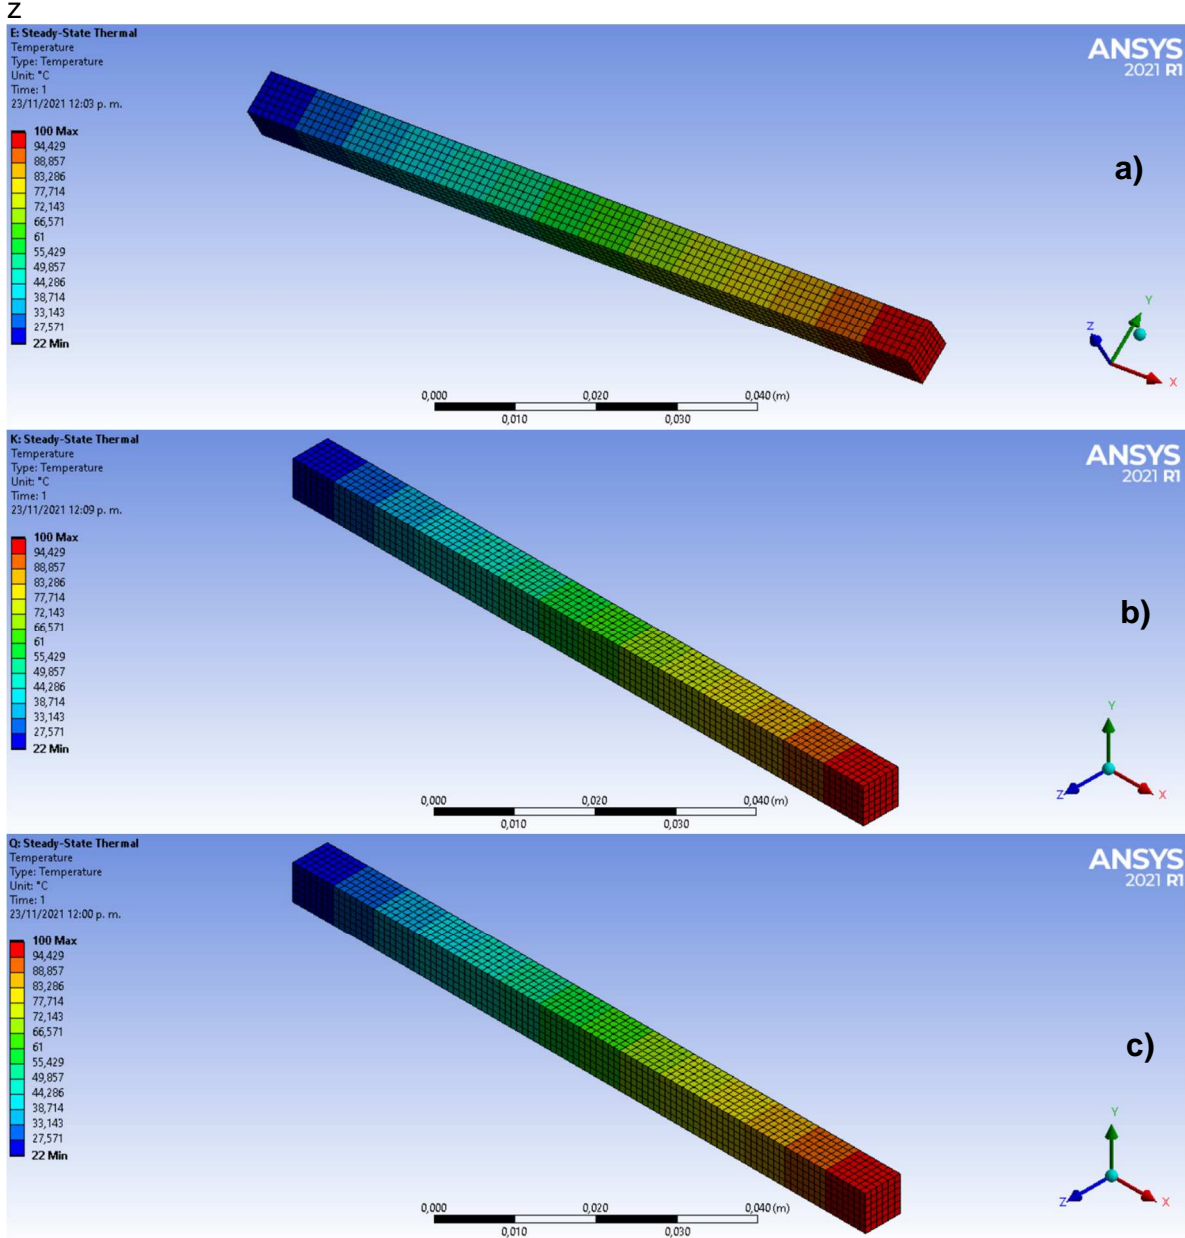 z
E: Steady-State Thermal
Temperature
Type: Temperature
Unit: °C
Time: 1
23/11/2021 12:03 p. m.
100 Max
94,429
88,857
83,286
77,714
72,143
66,571
61
55,429
49,857
44,286
38,714
33,143
27,571
22 Min
ANSYS
2021 R1
a)
Y
Z
X
0,000
0,020
0,040 (m)
0,010
0,030
K: Steady-State Thermal
Temperature
Type: Temperature
Unit: °C
Time: 1
23/11/2021 12:09 p. m.
100 Max
94,429
88,857
83,286
77,714
72,143
66,571
61
55,429
49,857
44,286
38,714
33,143
27,571
22 Min
ANSYS
2021 R1
b)
Y
Z
X
0,000
0,020
0,040 (m)
0,010
0,030
Q: Steady-State Thermal
Temperature
Type: Temperature
Unit: °C
Time: 1
23/11/2021 12:00 p. m.
100 Max
94,429
88,857
83,286
77,714
72,143
66,571
61
55,429
49,857
44,286
38,714
33,143
27,571
22 Min
ANSYS
2021 R1
c)
Y
Z
X
0,000
0,020
0,040 (m)
0,010
0,030